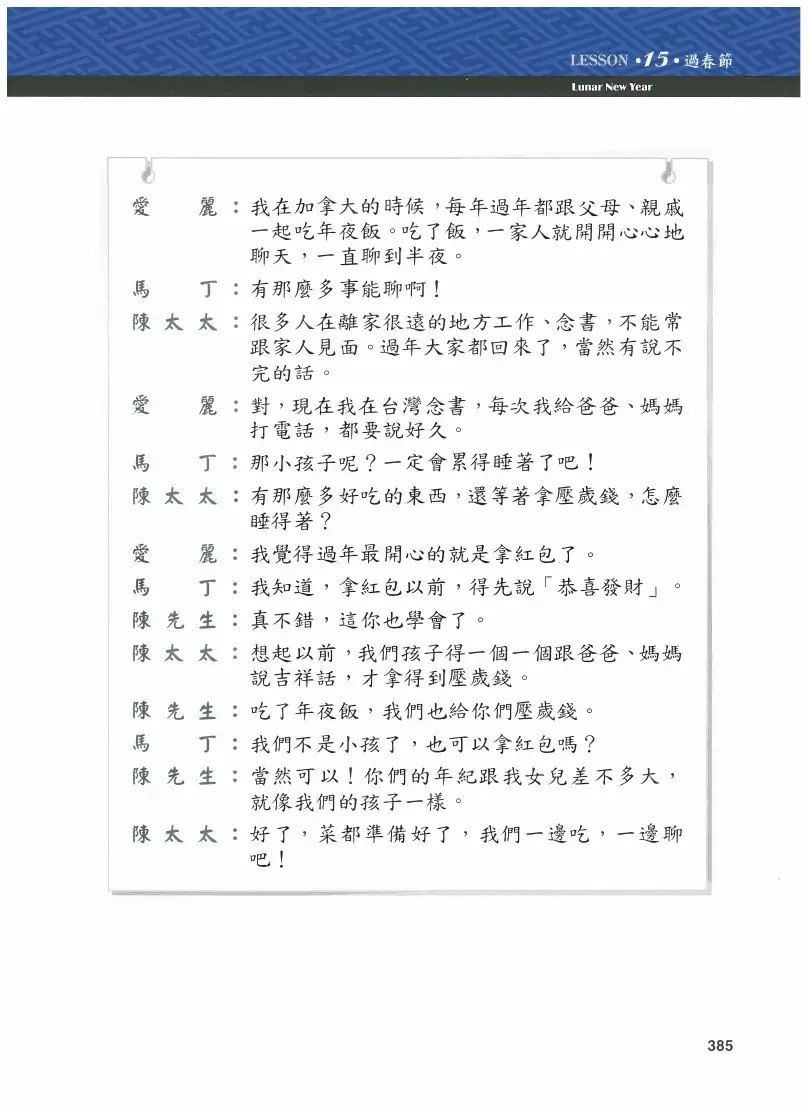 LESSON •15• 過春節
Lunar New Year
愛麗：我在加拿大的時候，每年過年都跟父母、親戚
一起吃年夜飯。吃了飯，一家人就開開心心地
聊天，一直聊到半夜。
馬丁：有那麼多事能聊啊！
陳太太：很多人在離家很遠的地方工作、念書，不能常
跟家人見面。過年大家都回來了，當然有說不
完的話。
愛麗：對，現在我在台灣念書，每次我給爸爸、媽媽
打電話，都要說好久。
馬丁：那小孩子呢？一定會累得睡著了吧！
陳太太：有那麼多好吃的東西，還等著拿壓歲錢，怎麼
睡得著？
愛麗：我覺得過年最開心的就是拿紅包了。
馬丁：我知道，拿紅包以前，得先說「恭喜發財」。
陳先生：真不錯，這你也學會了。
陳太太：想起以前，我們孩子得一個一個跟爸爸、媽媽
說吉祥話，才拿得到壓歲錢。
陳先生：吃了年夜飯，我們也給你們壓歲錢。
馬丁：我們不是小孩了，也可以拿紅包嗎？
陳先生：當然可以！你們的年紀跟我女兒差不多大，
就像我們的孩子一樣。
陳太太：好了，菜都準備好了，我們一邊吃，一邊聊
吧！
385